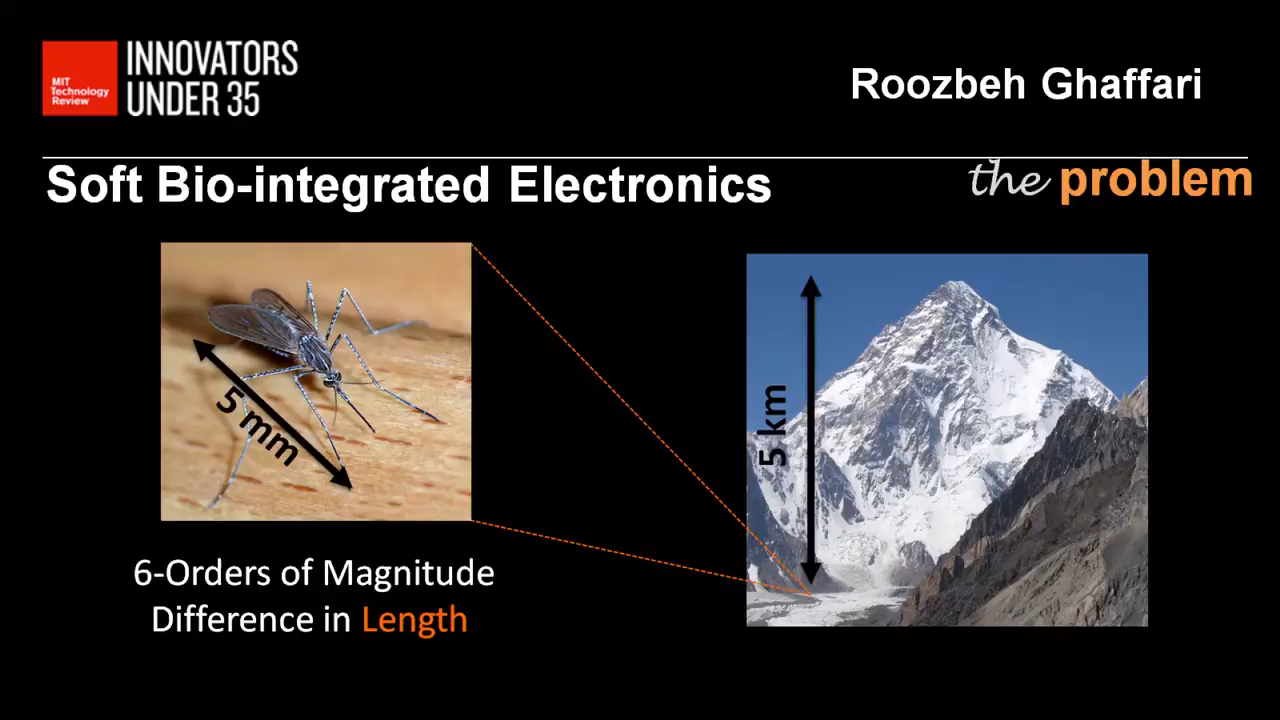 MIT
Technology
Review
INNOVATORS
UNDER 35
Roozbeh Ghaffari
Soft Bio-integrated Electronics
the problem
5 mm
5 km
6-Orders of Magnitude
Difference in Length